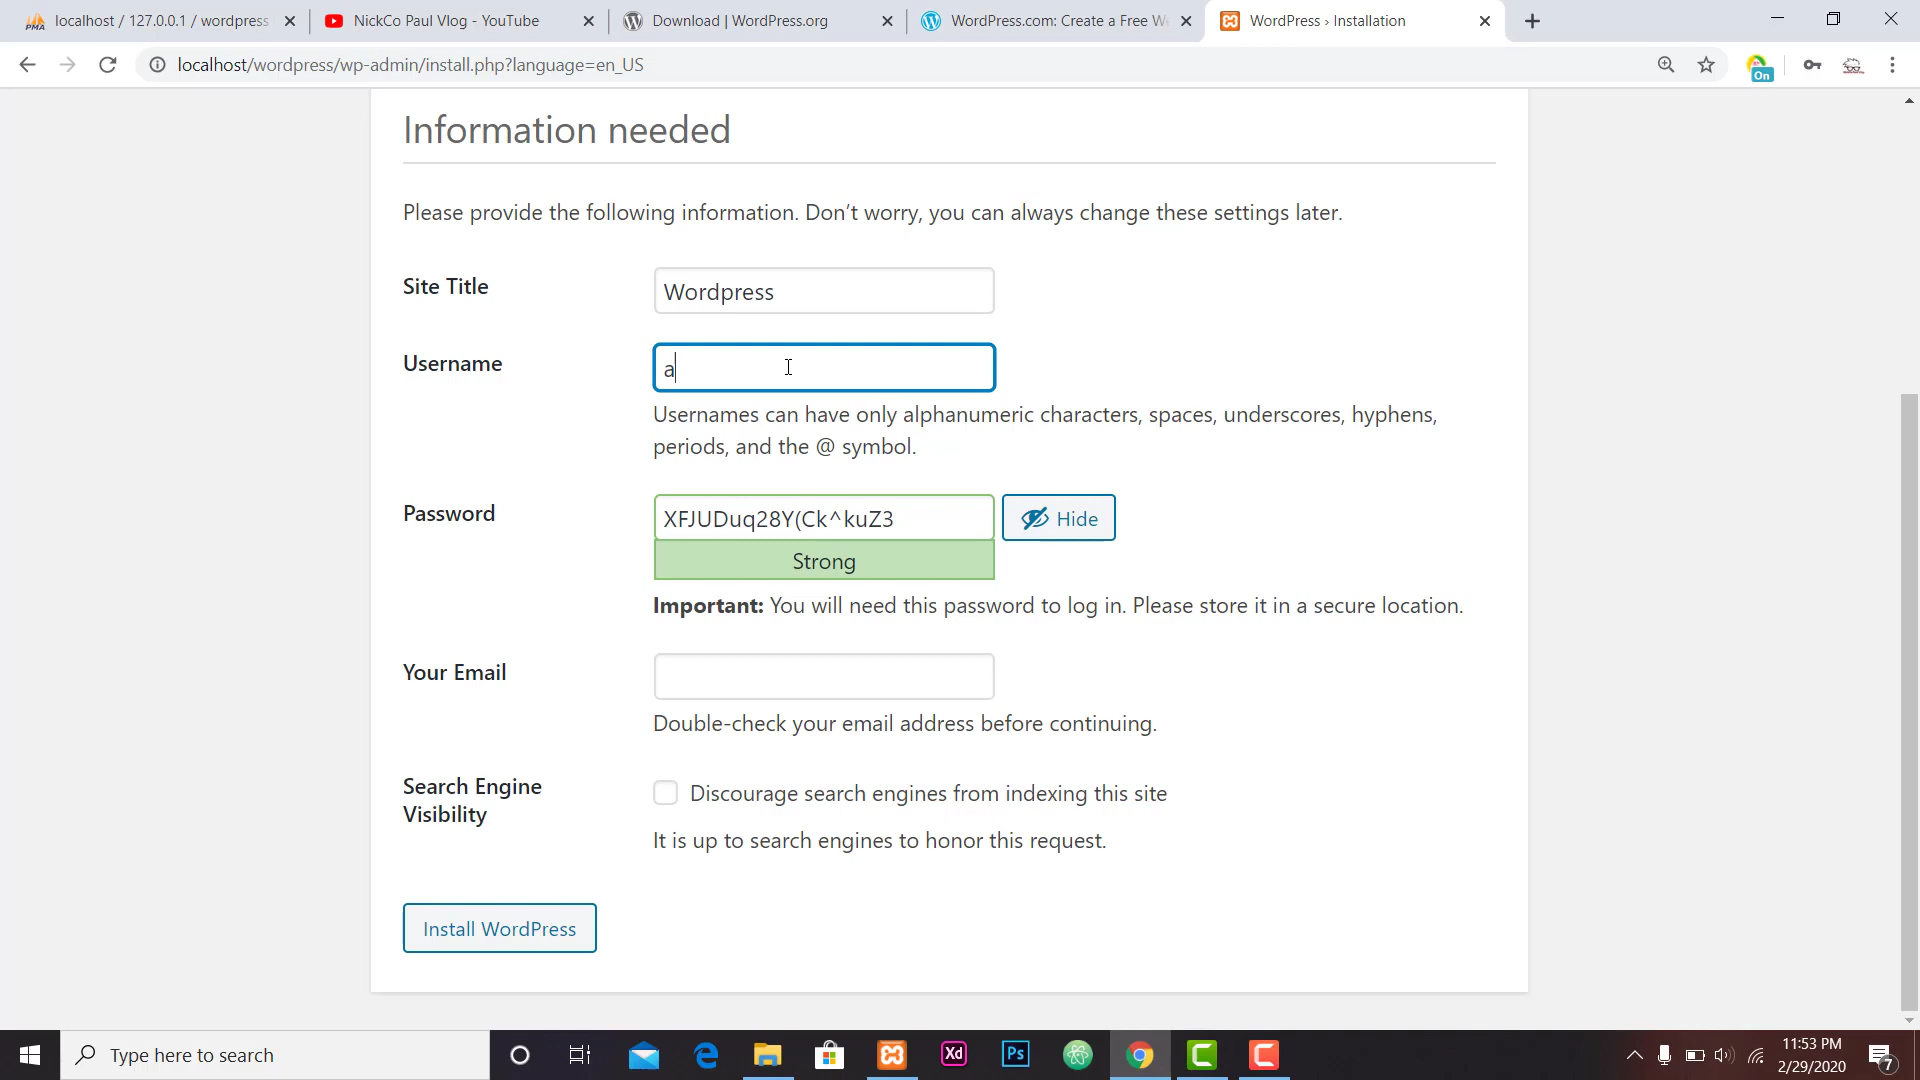 localhost / 127.0.0.1 / wordpress
NickCo Paul Vlog - YouTube
Download | WordPress.org
WordPress.com: Create a Free We
WordPress › Installation
localhost/wordpress/wp-admin/install.php?language=en_US
On
Information needed
Please provide the following information. Don’t worry, you can always change these settings later.
Site Title
Wordpress
Username
a
Usernames can have only alphanumeric characters, spaces, underscores, hyphens,
periods, and the @ symbol.
Password
XFJUDuq28Y(Ck^kuZ3
Hide
Strong
Important: You will need this password to log in. Please store it in a secure location.
Your Email
Double-check your email address before continuing.
Search Engine
Visibility
Discourage search engines from indexing this site
It is up to search engines to honor this request.
Install WordPress
Type here to search
Xd
Ps
11:53 PM
2/29/2020
7